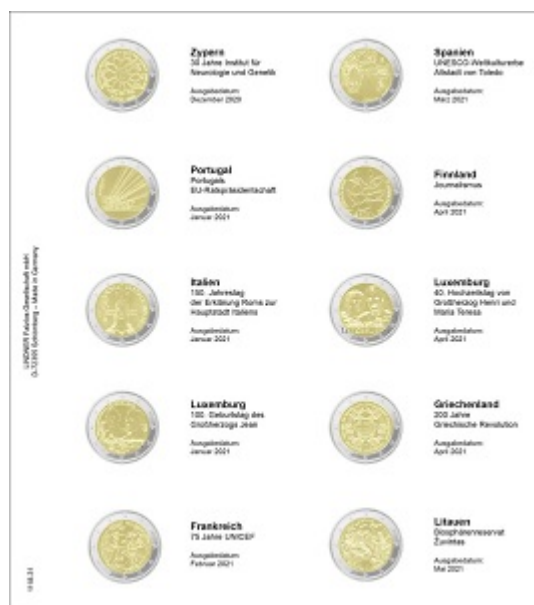 Zypern
30 Jahre Institut für
Neurologie und Genetik
Ausgabedatum:
Dezember 2020
Spanien
UNESCO-Weltkulturerbe
Altstadt von Toledo
Ausgabedatum:
März 2021
Portugal
Portugals
EU-Ratspräsidentschaft
Ausgabedatum:
Januar 2021
Finnland
Journalismus
Ausgabedatum:
April 2021
Italien
150. Jahrestag
der Erklärung Roms zur
Hauptstadt Italiens
Ausgabedatum:
Januar 2021
Luxemburg
40. Hochzeitstag von
Großherzog Henri und
Maria Teresa
Ausgabedatum:
April 2021
Luxemburg
100. Geburtstag des
Großherzogs Jean
Ausgabedatum:
Januar 2021
Griechenland
200 Jahre
Griechische Revolution
Ausgabedatum:
April 2021
Frankreich
75 Jahre UNICEF
Ausgabedatum:
Februar 2021
Litauen
Biosphärenreservat
Žuvintas
Ausgabedatum:
Mai 2021
LINDNER Falzlos-Gesellschaft mbH
Schömberg – Made in Germany